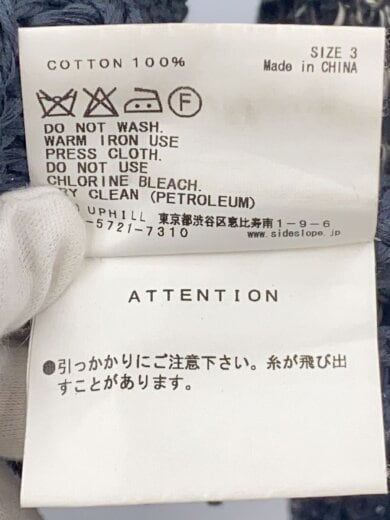 COTTON 100%
SIZE 3
Made in CHINA
F
DO NOT WASH.
WARM IRON USE
PRESS CLOTH.
DO NOT USE
CHLORINE BLEACH.
CLEAN (PETROLEUM)
UPHILL 東京都渋谷区恵比寿南1-9-6
-5721-7310 www.sideslope.jp
ATTENTION
●引っかかりにご注意下さい。糸が飛び出
すことがあります。